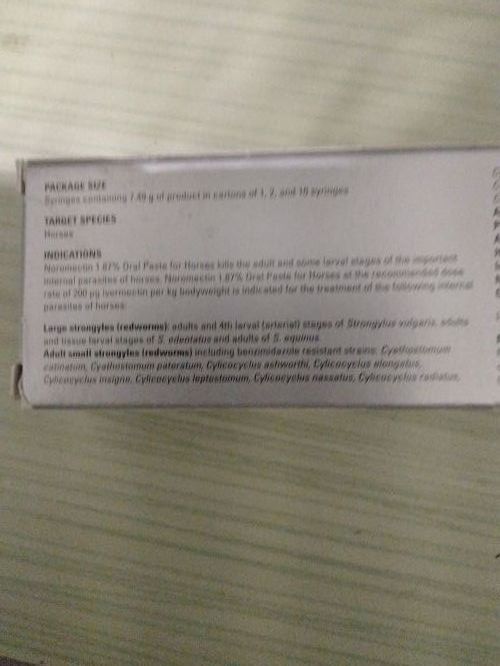 PACKAGE SIZE
Syringes containing 7.49 g of product in cartons of 1, 2, and 10 syringes
TARGET SPECIES
Horses
INDICATIONS
Noromectin 1.87% Oral Paste for Horses kills the adult and some larval stages of the important
internal parasites of horses. Noromectin 1.87% Oral Paste for Horses at the recommended dose
rate of 200 µg ivermectin per kg bodyweight is indicated for the treatment of the following internal
parasites of horses:
Large strongyles (redworms): adults and 4th larval (arterial) stages of Strongylus vulgaris, adults
and tissue larval stages of S. edentatus and adults of S. equinus.
Adult small strongyles (redworms) including benzimidazole resistant strains: Cyathostomum
catinatum, Cyathostomum pateratum, Cylicocyclus ashworthi, Cylicocyclus elongatus,
Cylicocyclus insigne, Cylicocyclus leptostomum, Cylicocyclus nassatus, Cylicocyclus radiatus,